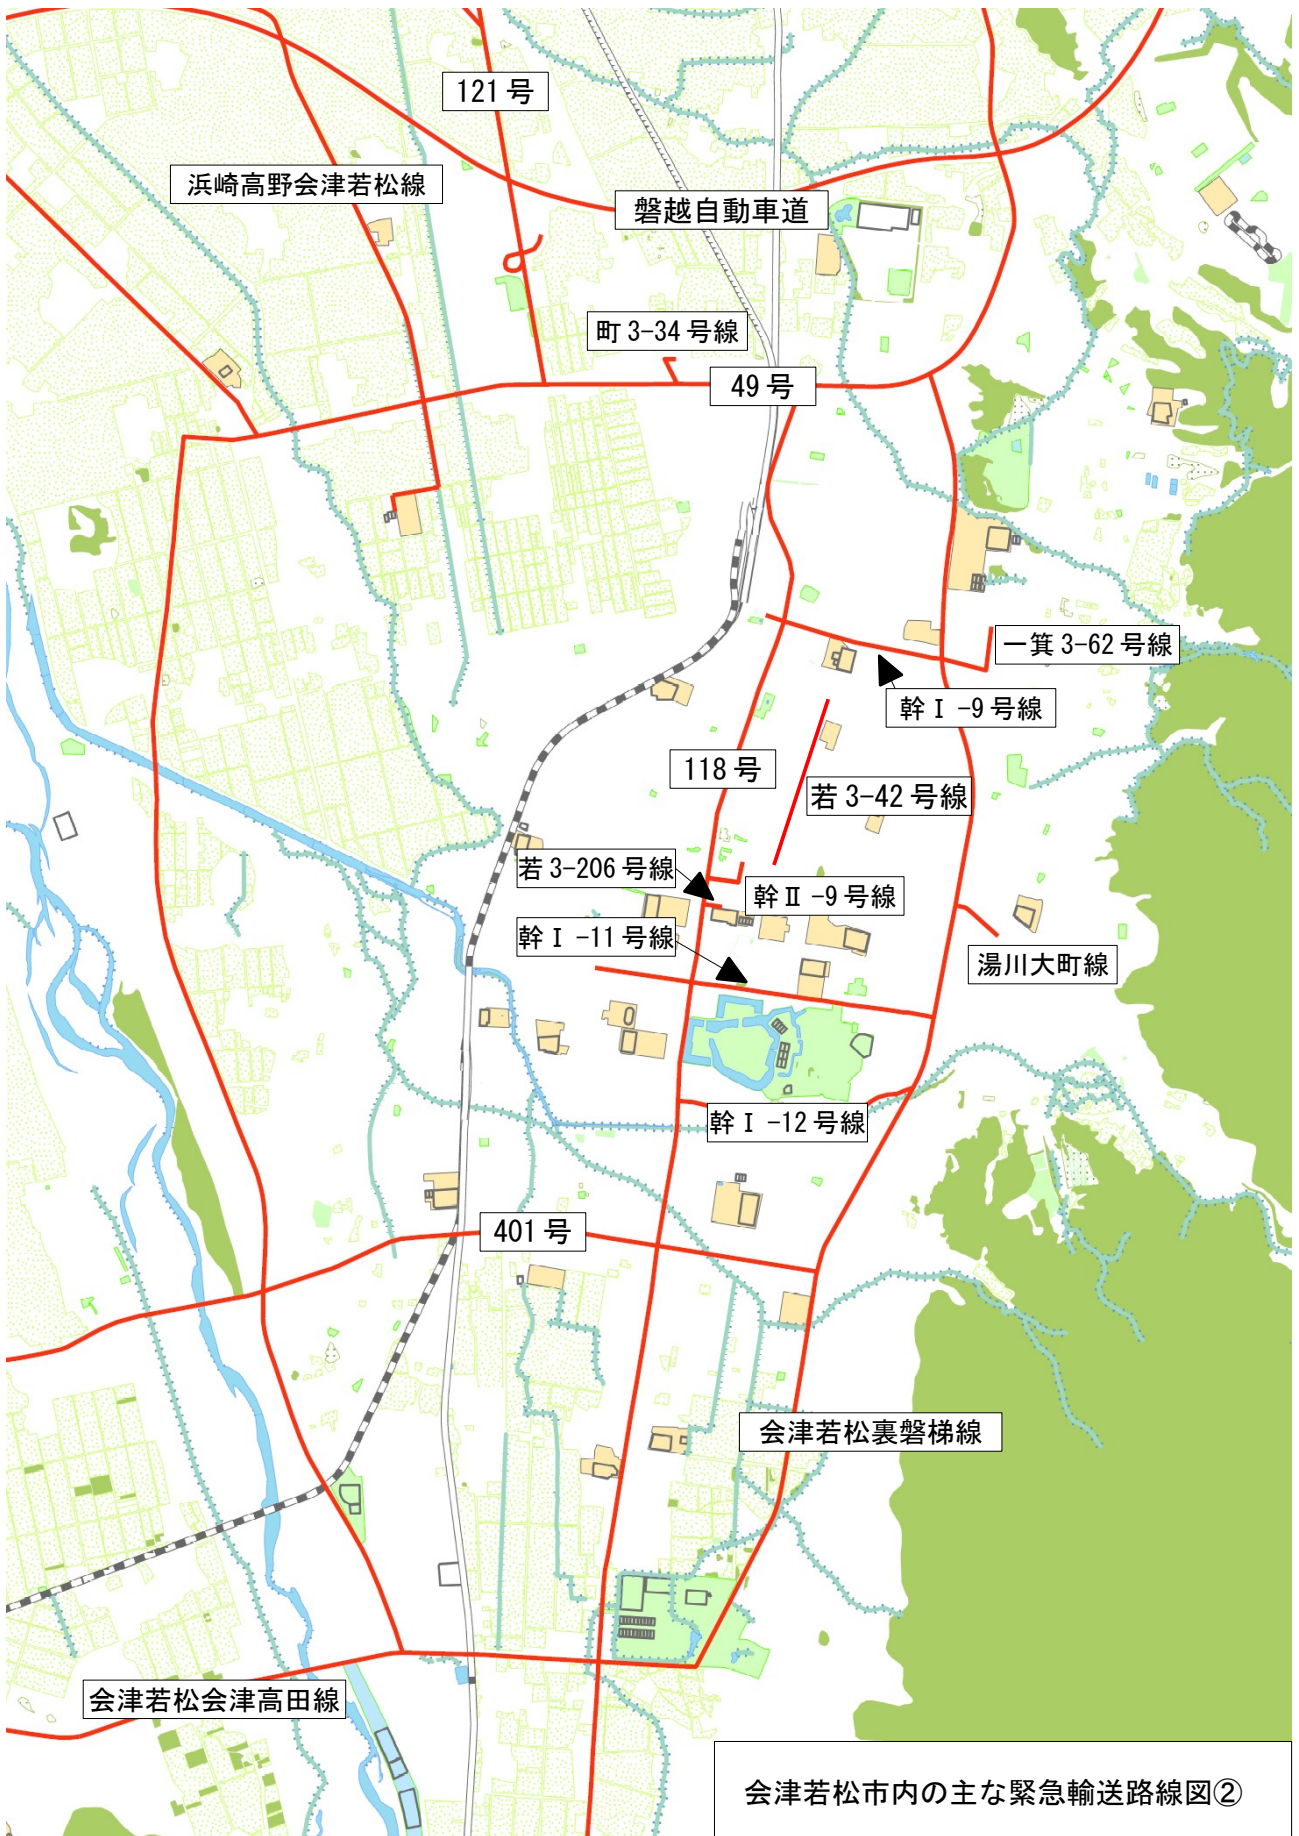 121号
浜崎高野会津若松線
磐越自動車道
町3-34号線
49号
一箕3-62号線
幹Ⅰ-9号線
118号
若3-42号線
若3-206号線
幹Ⅱ-9号線
幹Ⅰ-11号線
湯川大町線
幹Ⅰ-12号線
401号
会津若松裏磐梯線
会津若松会津高田線
会津若松市内の主な緊急輸送路線図②